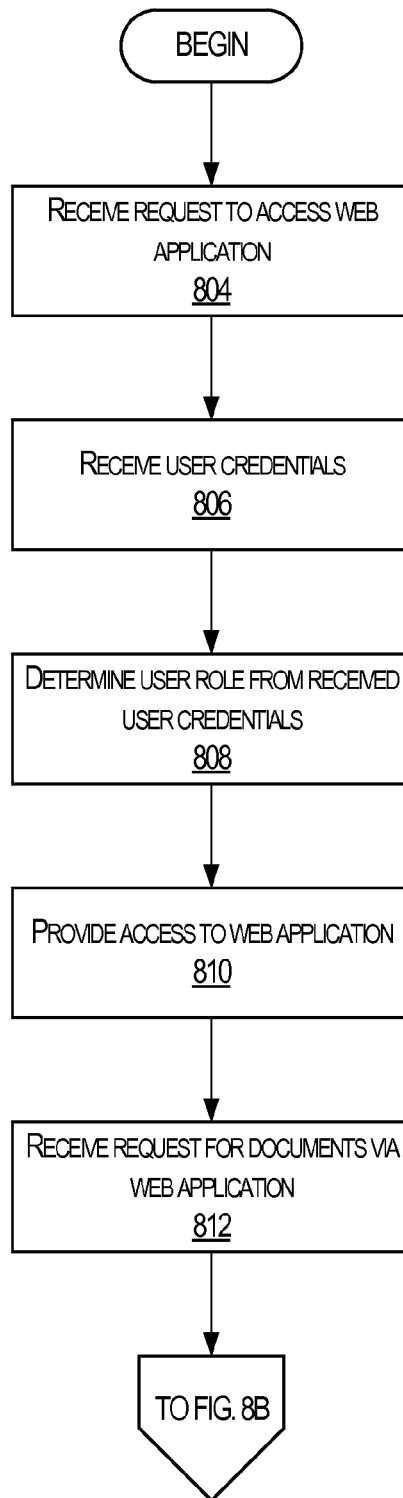 BEGIN
RECEIVE REQUEST TO ACCESS WEB
APPLICATION
804
RECEIVE USER CREDENTIALS
806
DETERMINE USER ROLE FROM RECEIVED
USER CREDENTIALS
808
PROVIDE ACCESS TO WEB APPLICATION
810
RECEIVE REQUEST FOR DOCUMENTS VIA
WEB APPLICATION
812
TO FIG. 8B